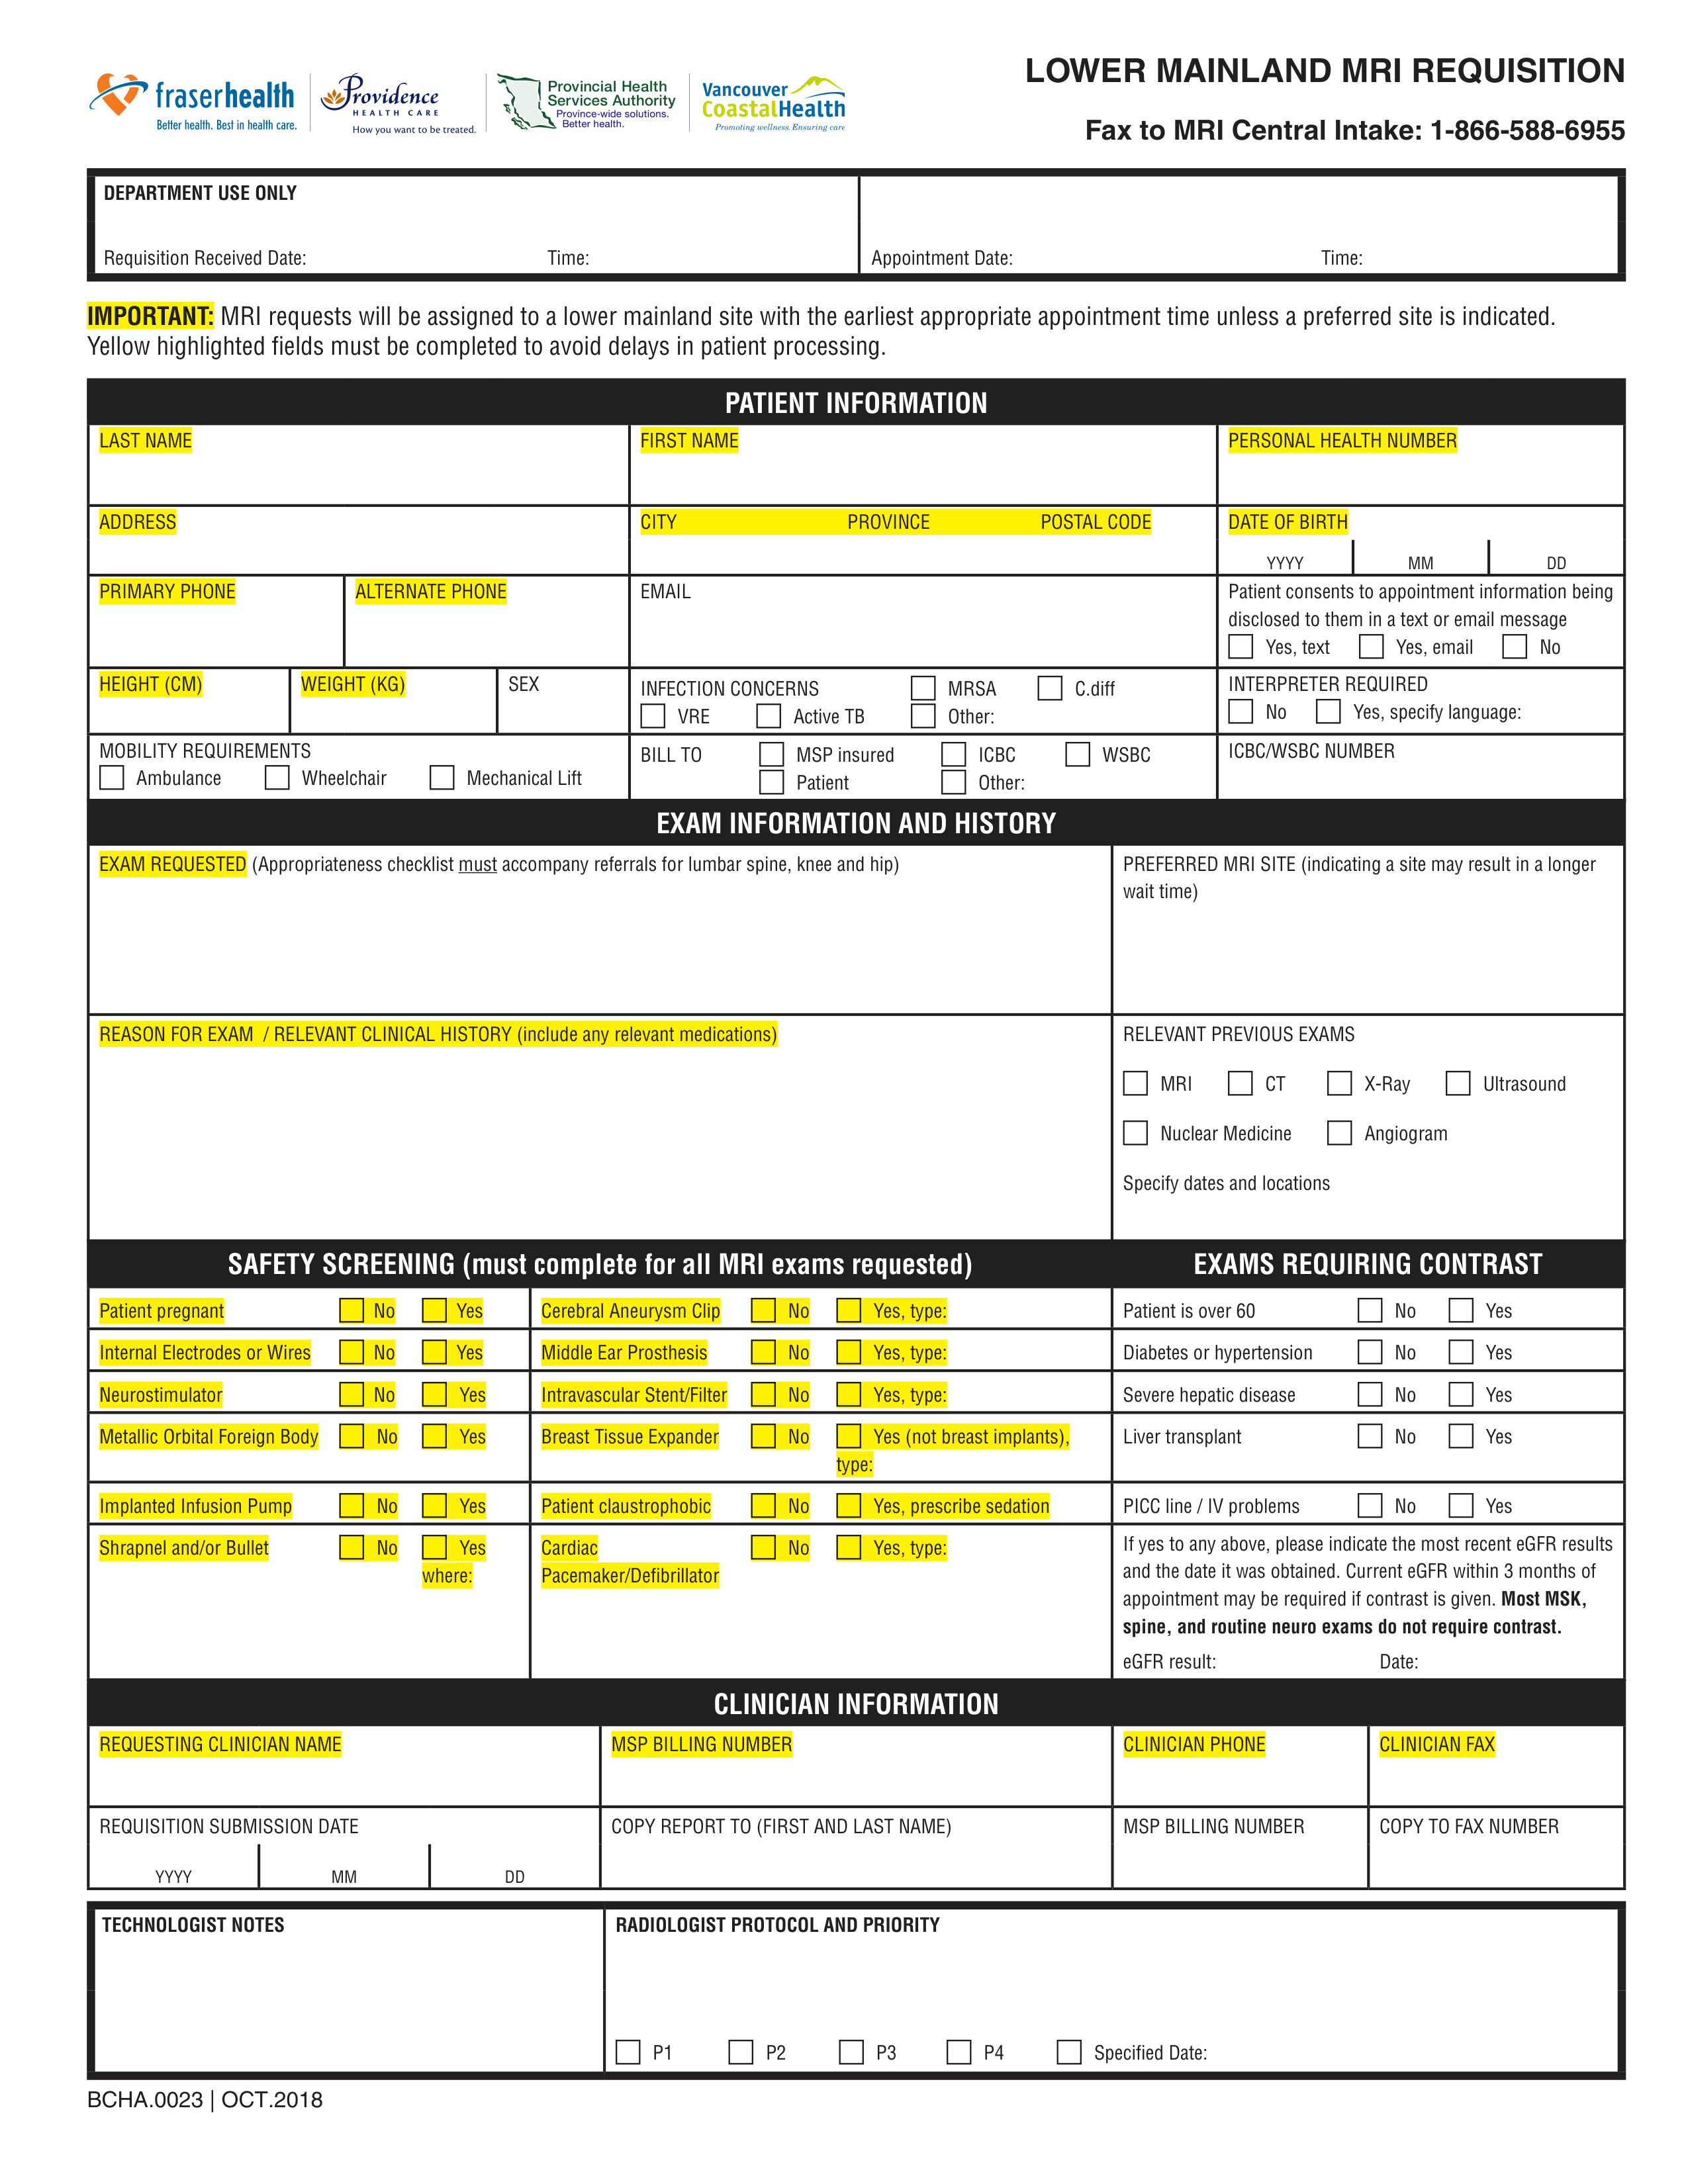 LOWER MAINLAND MRI REQUISITION
fraserhealth
Better health. Best in health care.
Providence
HEALTH CARE
How you want to be treated.
Provincial Health
Services Authority
Province-wide solutions.
Better health.
Vancouver
CoastalHealth
Promoting wellness. Ensuring care
Fax to MRI Central Intake: 1-866-588-6955
DEPARTMENT USE ONLY
Requisition Received Date: Time: Appointment Date: Time:
IMPORTANT: MRI requests will be assigned to a lower mainland site with the earliest appropriate appointment time unless a preferred site is indicated.
Yellow highlighted fields must be completed to avoid delays in patient processing.
PATIENT INFORMATION
LAST NAME FIRST NAME PERSONAL HEALTH NUMBER
ADDRESS CITY PROVINCE POSTAL CODE DATE OF BIRTH
YYYY MM DD
PRIMARY PHONE ALTERNATE PHONE EMAIL
Patient consents to appointment information being
disclosed to them in a text or email message
Yes, text Yes, email No
HEIGHT (CM) WEIGHT (KG) SEX
INFECTION CONCERNS MRSA C.diff
VRE Active TB Other:
INTERPRETER REQUIRED
No Yes, specify language:
MOBILITY REQUIREMENTS
Ambulance Wheelchair Mechanical Lift
BILL TO MSP insured ICBC WSBC
Patient Other:
ICBC/WSBC NUMBER
EXAM INFORMATION AND HISTORY
EXAM REQUESTED (Appropriateness checklist must accompany referrals for lumbar spine, knee and hip)
PREFERRED MRI SITE (indicating a site may result in a longer
wait time)
REASON FOR EXAM / RELEVANT CLINICAL HISTORY (include any relevant medications)
RELEVANT PREVIOUS EXAMS
MRI CT X-Ray Ultrasound
Nuclear Medicine Angiogram
Specify dates and locations
SAFETY SCREENING (must complete for all MRI exams requested) EXAMS REQUIRING CONTRAST
Patient pregnant No Yes Cerebral Aneurysm Clip No Yes, type: Patient is over 60 No Yes
Internal Electrodes or Wires No Yes Middle Ear Prosthesis No Yes, type: Diabetes or hypertension No Yes
Neurostimulator No Yes Intravascular Stent/Filter No Yes, type: Severe hepatic disease No Yes
Metallic Orbital Foreign Body No Yes Breast Tissue Expander No Yes (not breast implants), Liver transplant No Yes
type:
Implanted Infusion Pump No Yes Patient claustrophobic No Yes, prescribe sedation PICC line / IV problems No Yes
Shrapnel and/or Bullet No Yes
where:
Cardiac No Yes, type:
Pacemaker/Defibrillator
If yes to any above, please indicate the most recent eGFR results
and the date it was obtained. Current eGFR within 3 months of
appointment may be required if contrast is given. Most MSK,
spine, and routine neuro exams do not require contrast.
eGFR result: Date:
CLINICIAN INFORMATION
REQUESTING CLINICIAN NAME MSP BILLING NUMBER CLINICIAN PHONE CLINICIAN FAX
REQUISITION SUBMISSION DATE COPY REPORT TO (FIRST AND LAST NAME) MSP BILLING NUMBER COPY TO FAX NUMBER
YYYY MM DD
TECHNOLOGIST NOTES RADIOLOGIST PROTOCOL AND PRIORITY
P1 P2 P3 P4 Specified Date:
BCHA.0023 | OCT.2018